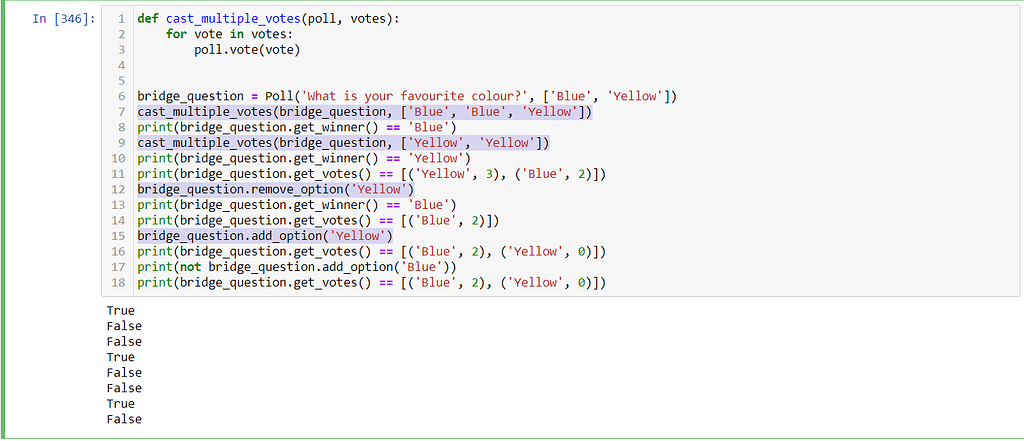 In [346]:
1 def cast_multiple_votes(poll, votes):
2     for vote in votes:
3         poll.vote(vote)
4
5
6 bridge_question = Poll('What is your favourite colour?', ['Blue', 'Yellow'])
7 cast_multiple_votes(bridge_question, ['Blue', 'Blue', 'Yellow'])
8 print(bridge_question.get_winner() == 'Blue')
9 cast_multiple_votes(bridge_question, ['Yellow', 'Yellow'])
10 print(bridge_question.get_winner() == 'Yellow')
11 print(bridge_question.get_votes() == [('Yellow', 3), ('Blue', 2)])
12 bridge_question.remove_option('Yellow')
13 print(bridge_question.get_winner() == 'Blue')
14 print(bridge_question.get_votes() == [('Blue', 2)])
15 bridge_question.add_option('Yellow')
16 print(bridge_question.get_votes() == [('Blue', 2), ('Yellow', 0)])
17 print(not bridge_question.add_option('Blue'))
18 print(bridge_question.get_votes() == [('Blue', 2), ('Yellow', 0)])
True
False
False
True
False
False
True
False